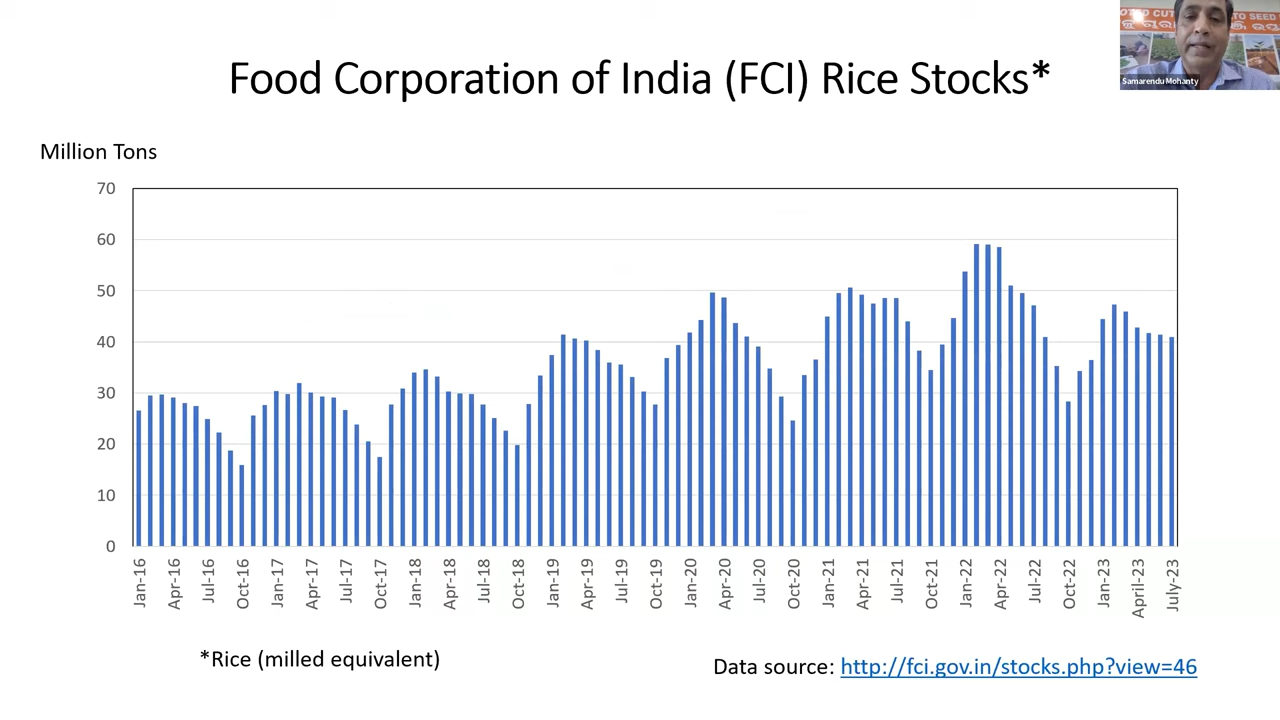 OTED CUT
TO SEED
Samarendu Mohanty
Food Corporation of India (FCI) Rice Stocks*
Million Tons
70
60
50
40
30
20
10
0
Jan-16
Apr-16
Jul-16
Oct-16
Jan-17
Apr-17
Jul-17
Oct-17
Jan-18
Apr-18
Jul-18
Oct-18
Jan-19
Apr-19
Jul-19
Oct-19
Jan-20
Apr-20
Jul-20
Oct-20
Jan-21
Apr-21
Jul-21
Oct-21
Jan-22
Apr-22
Jul-22
Oct-22
Jan-23
April-23
July-23
*Rice (milled equivalent)
Data source: http://fci.gov.in/stocks.php?view=46